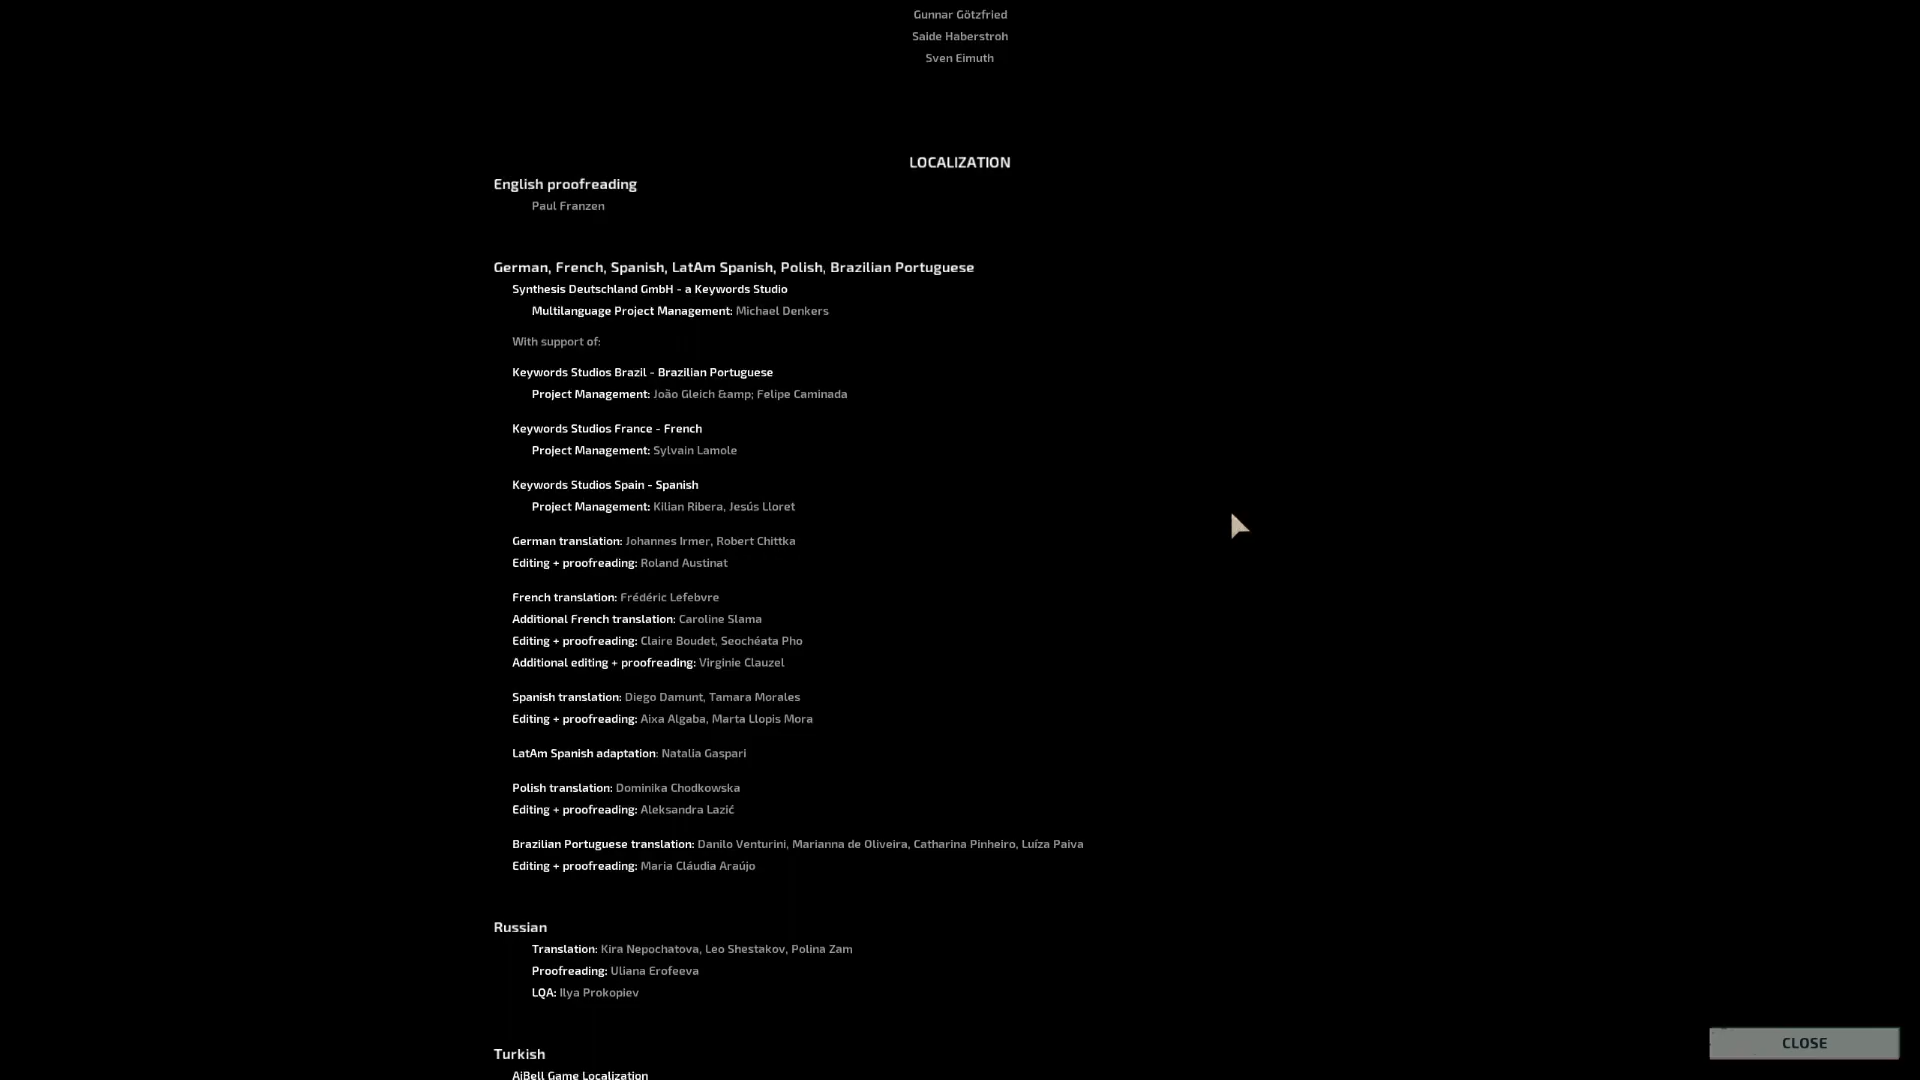 Gunnar Götzfried
Saide Haberstroh
Sven Eimuth
LOCALIZATION
English proofreading
Paul Franzen
German, French, Spanish, LatAm Spanish, Polish, Brazilian Portuguese
Synthesis Deutschland GmbH - a Keywords Studio
Multilanguage Project Management: Michael Denkers
With support of:
Keywords Studios Brazil - Brazilian Portuguese
Project Management: João Gleich &amp; Felipe Caminada
Keywords Studios France - French
Project Management: Sylvain Lamole
Keywords Studios Spain - Spanish
Project Management: Kilian Ribera, Jesús Lloret
German translation: Johannes Irmer, Robert Chittka
Editing + proofreading: Roland Austinat
French translation: Frédéric Lefebvre
Additional French translation: Caroline Slama
Editing + proofreading: Claire Boudet, Seochéata Pho
Additional editing + proofreading: Virginie Clauzel
Spanish translation: Diego Damunt, Tamara Morales
Editing + proofreading: Aixa Algaba, Marta Llopis Mora
LatAm Spanish adaptation: Natalia Gaspari
Polish translation: Dominika Chodkowska
Editing + proofreading: Aleksandra Lazić
Brazilian Portuguese translation: Danilo Venturini, Marianna de Oliveira, Catharina Pinheiro, Luíza Paiva
Editing + proofreading: Maria Cláudia Araújo
Russian
Translation: Kira Nepochatova, Leo Shestakov, Polina Zam
Proofreading: Uliana Erofeeva
LQA: Ilya Prokopiev
CLOSE
Turkish
AiBell Game Localization